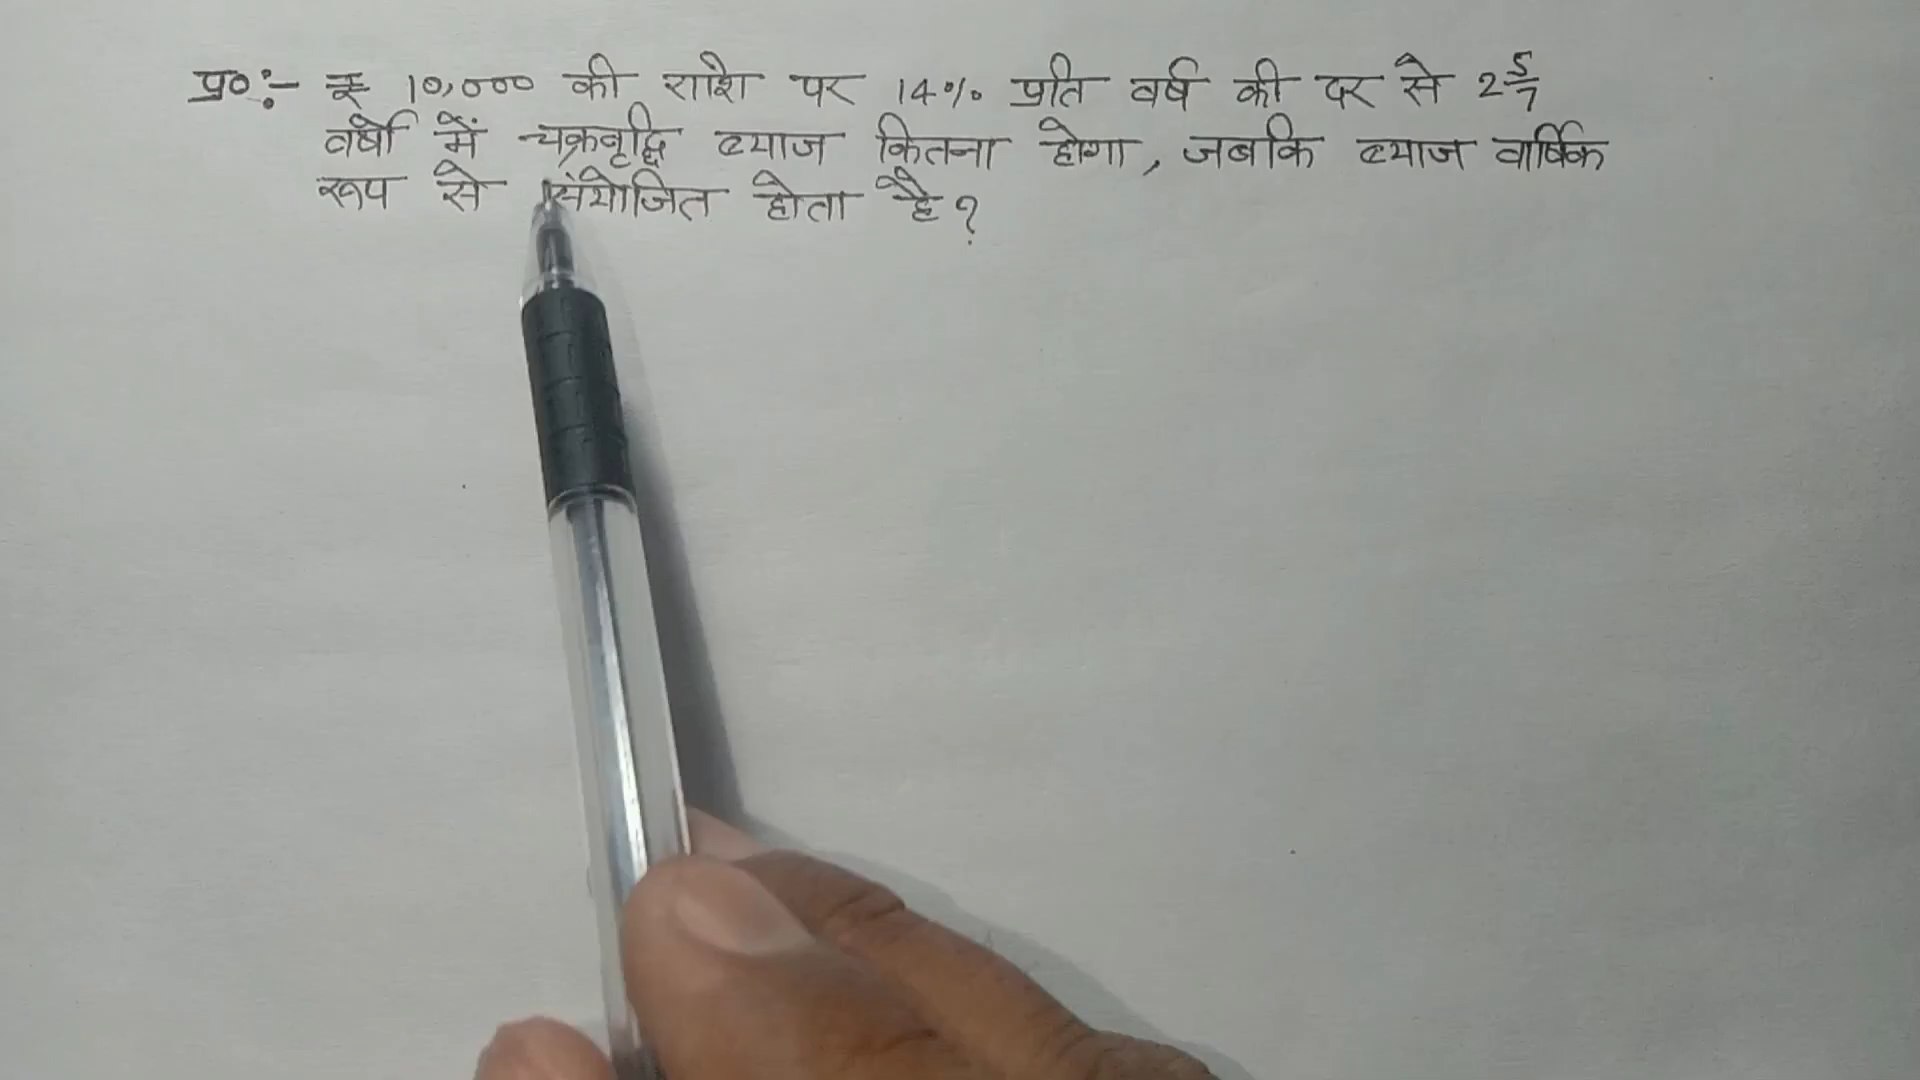 प्र०:- ₹ 10,000 की राशि पर 14% प्रति वर्ष की दर से 2 5/7
वर्षों में चक्रवृद्धि ब्याज कितना होगा, जबकि ब्याज वार्षिक
रूप से संयोजित होता है?